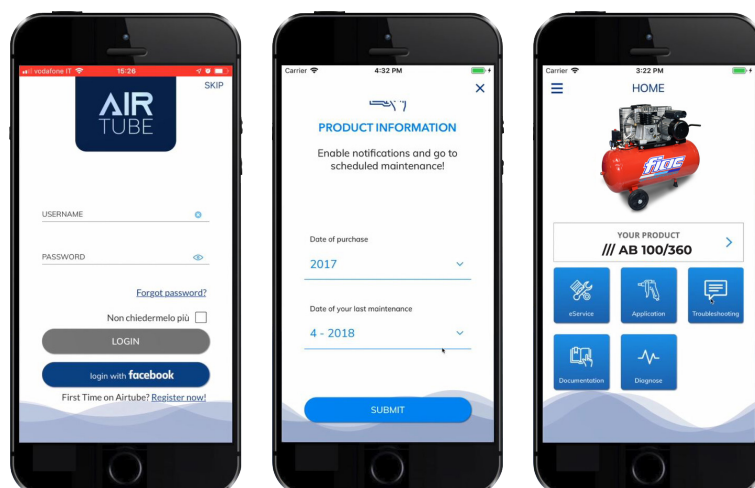 vodafone IT
15:26
SKIP
AIR
TUBE
USERNAME
PASSWORD
Forgot password?
Non chiedermelo più
LOGIN
login with facebook
First Time on Airtube? Register now!
Carrier
4:32 PM
PRODUCT INFORMATION
Enable notifications and go to
scheduled maintenance!
Date of purchase
2017
Date of your last maintenance
4 - 2018
SUBMIT
Carrier
3:22 PM
HOME
fiac
YOUR PRODUCT
/// AB 100/360
eService
Application
Troubleshooting
Documentation
Diagnose